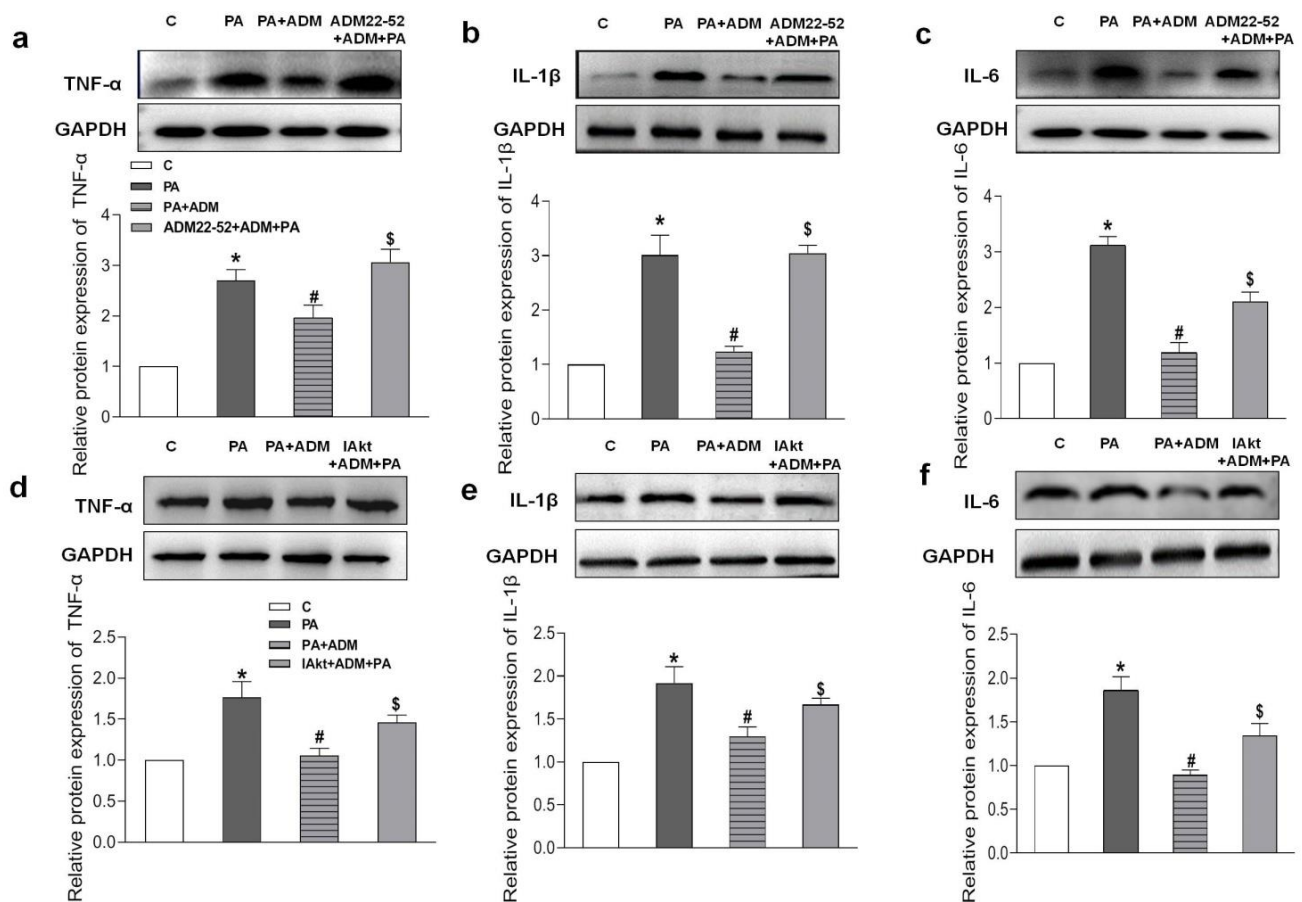 a
C PA PA+ADM ADM22-52
+ADM+PA
TNF-α
GAPDH
Relative protein expression of TNF-α
C
PA
PA+ADM
ADM22-52+ADM+PA
4
3
2
1
0
*
#
$
b
C PA PA+ADM ADM22-52
+ADM+PA
IL-1β
GAPDH
Relative protein expression of IL-1β
4
3
2
1
0
*
#
$
c
C PA PA+ADM ADM22-52
+ADM+PA
IL-6
GAPDH
Relative protein expression of IL-6
4
3
2
1
0
*
#
$
d
C PA PA+ADM IAkt
+ADM+PA
TNF-α
GAPDH
Relative protein expression of TNF-α
C
PA
PA+ADM
IAkt+ADM+PA
2.5
2.0
1.5
1.0
0.5
0.0
*
#
$
e
C PA PA+ADM IAkt
+ADM+PA
IL-1β
GAPDH
Relative protein expression of IL-1β
2.5
2.0
1.5
1.0
0.5
0.0
*
#
$
f
C PA PA+ADM IAkt
+ADM+PA
IL-6
GAPDH
Relative protein expression of IL-6
2.5
2.0
1.5
1.0
0.5
0.0
*
#
$